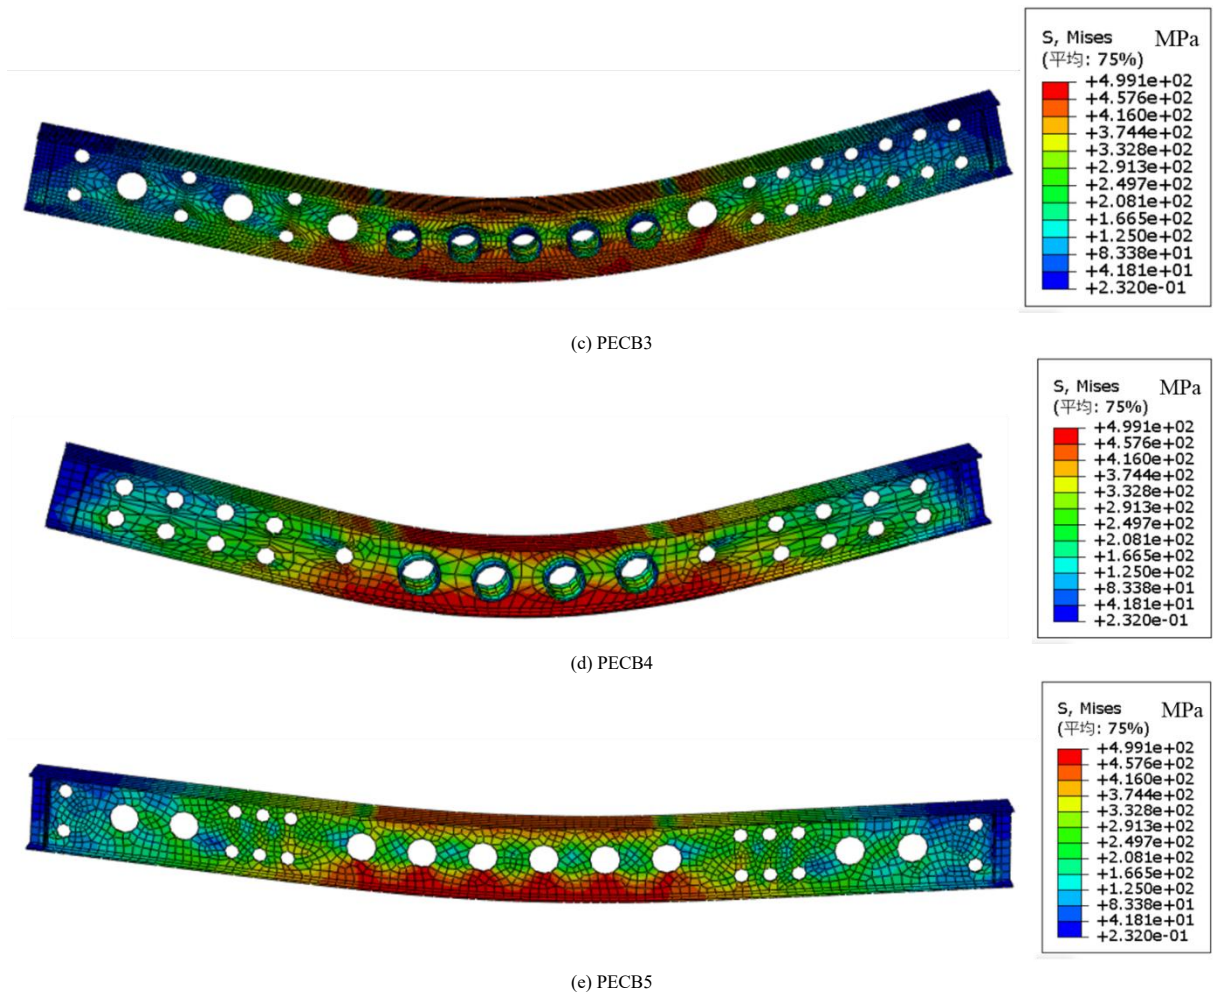 S, Mises MPa
(平均: 75%)
+4.991e+02
+4.576e+02
+4.160e+02
+3.744e+02
+3.328e+02
+2.913e+02
+2.497e+02
+2.081e+02
+1.665e+02
+1.250e+02
+8.338e+01
+4.181e+01
+2.320e-01
(c) PECB3
S, Mises MPa
(平均: 75%)
+4.991e+02
+4.576e+02
+4.160e+02
+3.744e+02
+3.328e+02
+2.913e+02
+2.497e+02
+2.081e+02
+1.665e+02
+1.250e+02
+8.338e+01
+4.181e+01
+2.320e-01
(d) PECB4
S, Mises MPa
(平均: 75%)
+4.991e+02
+4.576e+02
+4.160e+02
+3.744e+02
+3.328e+02
+2.913e+02
+2.497e+02
+2.081e+02
+1.665e+02
+1.250e+02
+8.338e+01
+4.181e+01
+2.320e-01
(e) PECB5